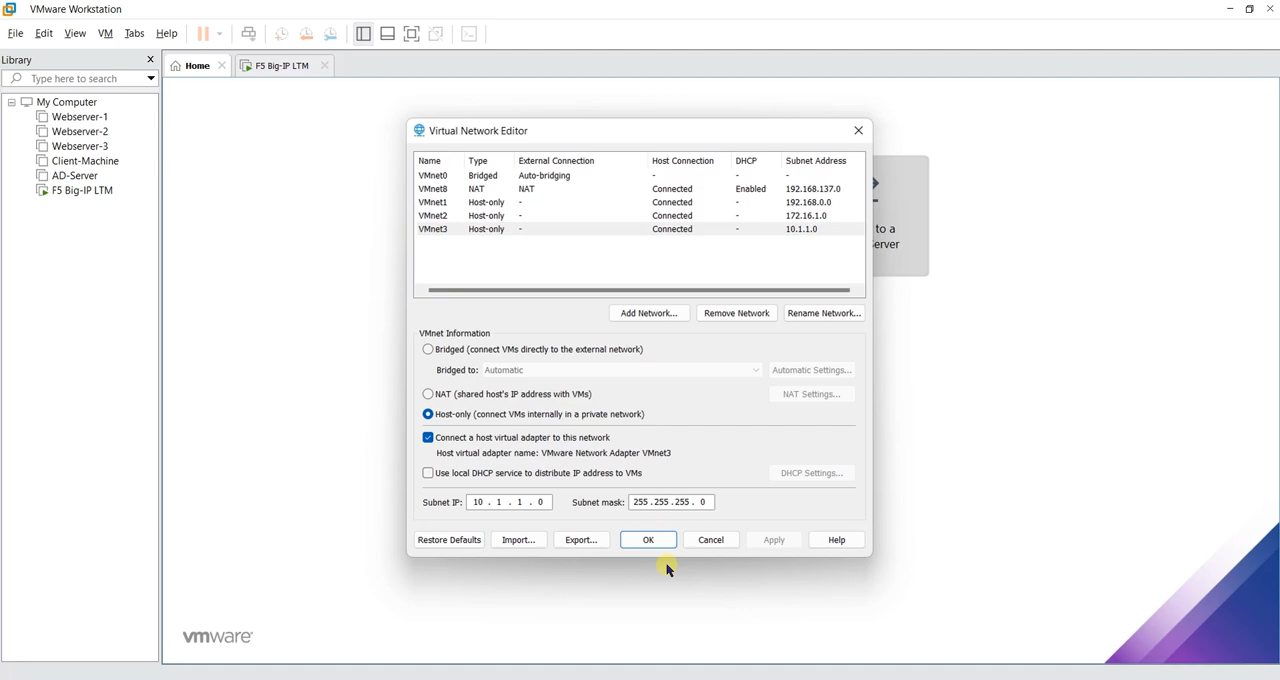 VMware Workstation
File Edit View VM Tabs Help
Library
Type here to search
My Computer
Webserver-1
Webserver-2
Webserver-3
Client-Machine
AD-Server
F5 Big-IP LTM
Home F5 Big-IP LTM
Virtual Network Editor
Name Type External Connection Host Connection DHCP Subnet Address
VMnet0 Bridged Auto-bridging - - -
VMnet8 NAT NAT Connected Enabled 192.168.137.0
VMnet1 Host-only - Connected - 192.168.0.0
VMnet2 Host-only - Connected - 172.16.1.0
VMnet3 Host-only - Connected - 10.1.1.0
to a
erver
Add Network... Remove Network Rename Network...
VMnet Information
Bridged (connect VMs directly to the external network)
Bridged to: Automatic Automatic Settings...
NAT (shared host's IP address with VMs) NAT Settings...
Host-only (connect VMs internally in a private network)
Connect a host virtual adapter to this network
Host virtual adapter name: VMware Network Adapter VMnet3
Use local DHCP service to distribute IP address to VMs DHCP Settings...
Subnet IP: 10 . 1 . 1 . 0 Subnet mask: 255.255.255. 0
Restore Defaults Import... Export... OK Cancel Apply Help
vmware